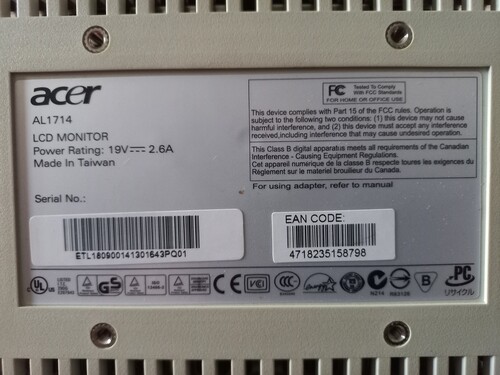 acer
AL1714
LCD MONITOR
Power Rating: 19V⎓ 2.6A
Made In Taiwan
Serial No.:
ETL180900141301643PQ01
FC
Tested To Comply
With FCC Standards
FOR HOME OR OFFICE USE
This device complies with Part 15 of the FCC rules. Operation is
subject to the following two conditions: (1) this device may not cause
harmful interference, and (2) this device must accept any interference
received,including interference that may cause undesired operation.
This Class B digital apparatus meets all requirements of the Canadian
Interference - Causing Equipment Regulations.
Cet appareil numerique de la classe B respecte toutes les exigences du
Règlement sur le materiel brouilleur du Canada.
For using adapter, refer to manual
EAN CODE:
4718235158798
UL
LISTED
GS
CE
VCI
CCC
N214
B
PC
リサイクル